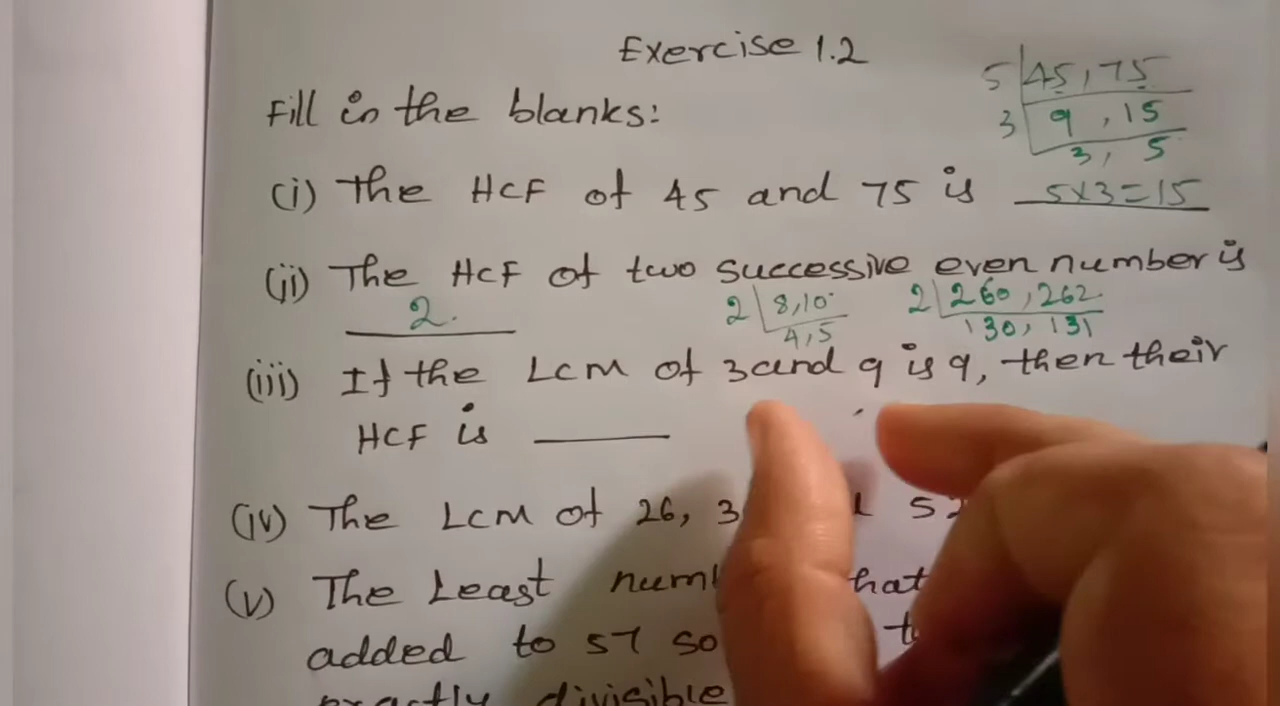 Exercise 1.2
5 45, 75
Fill in the blanks:
3 9, 15
3, 5
(i) The HCF of 45 and 75 is 5x3=15
(ii) The HCF of two successive even number is
2. 2 8,10 2 260, 262
4,5 130, 131
(iii) If the LCM of 3 and 9 is 9, then their
HCF is
(iv) The LCM of 26, 3
(v) The Least
added to 57 so
exactly divisible